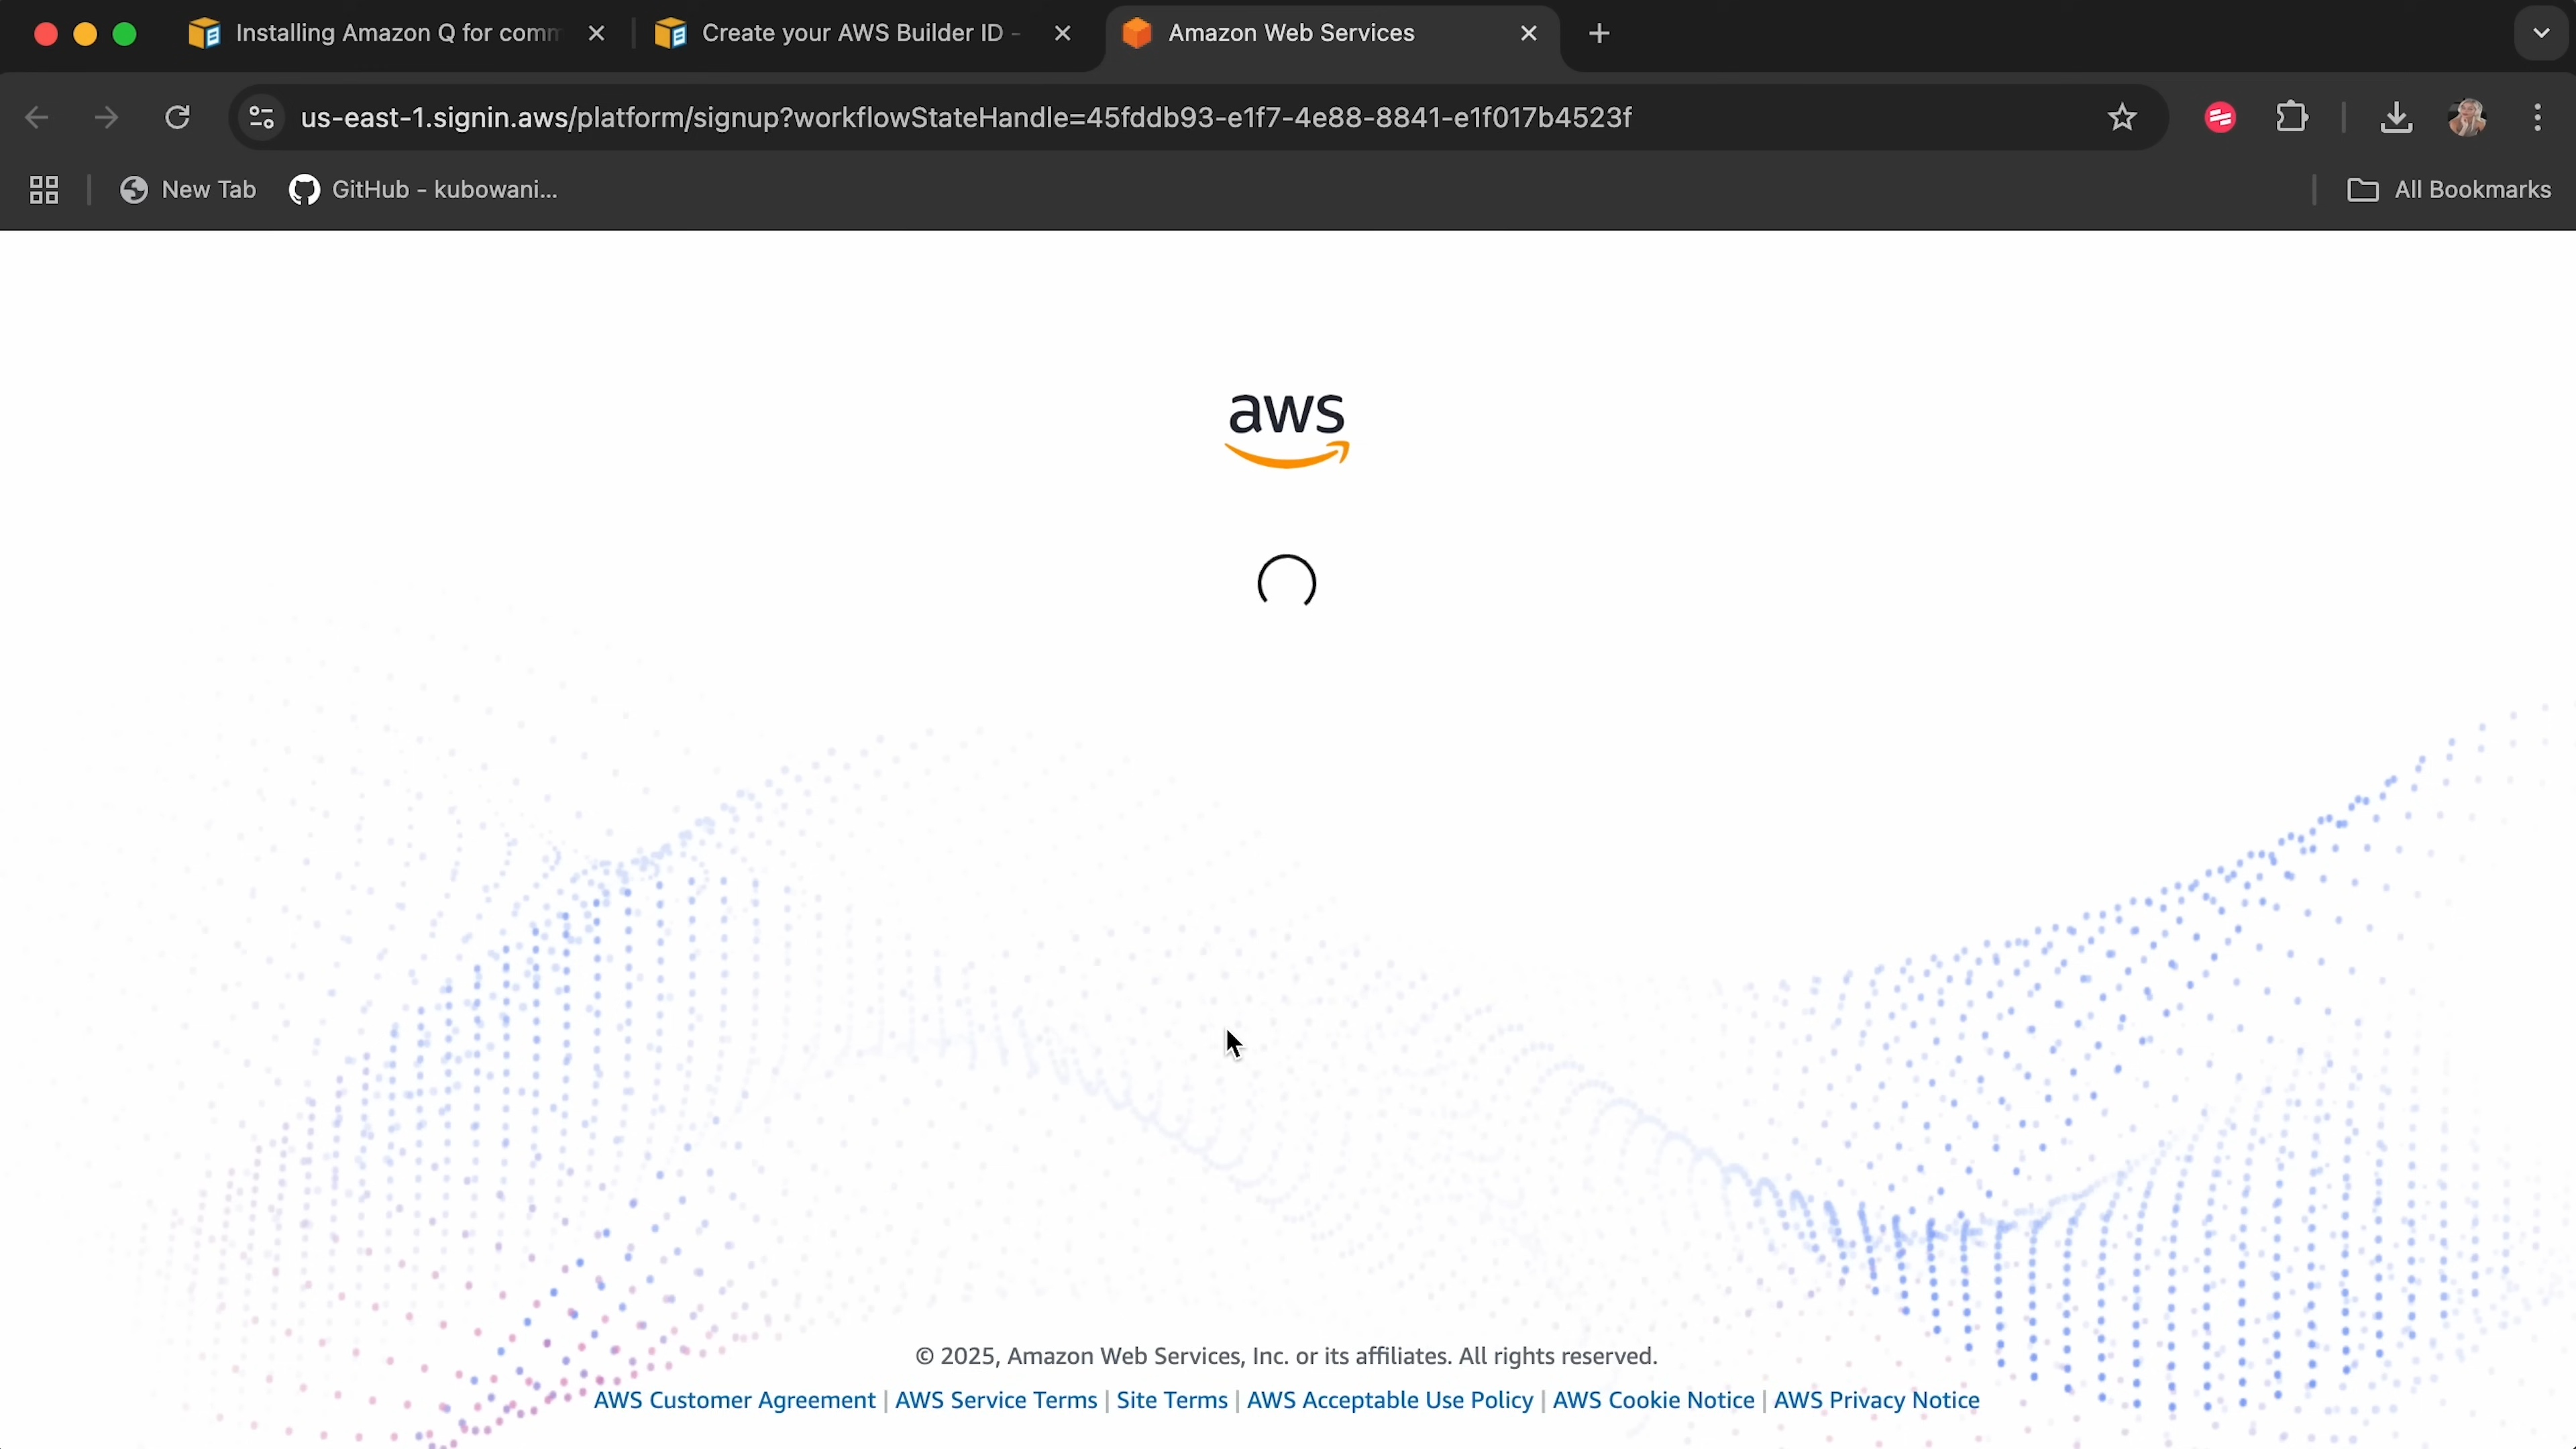 Installing Amazon Q for comm
Create your AWS Builder ID -
Amazon Web Services
us-east-1.signin.aws/platform/signup?workflowStateHandle=45fddb93-e1f7-4e88-8841-e1f017b4523f
New Tab
GitHub - kubowani...
All Bookmarks
aws
© 2025, Amazon Web Services, Inc. or its affiliates. All rights reserved.
AWS Customer Agreement | AWS Service Terms | Site Terms | AWS Acceptable Use Policy | AWS Cookie Notice | AWS Privacy Notice